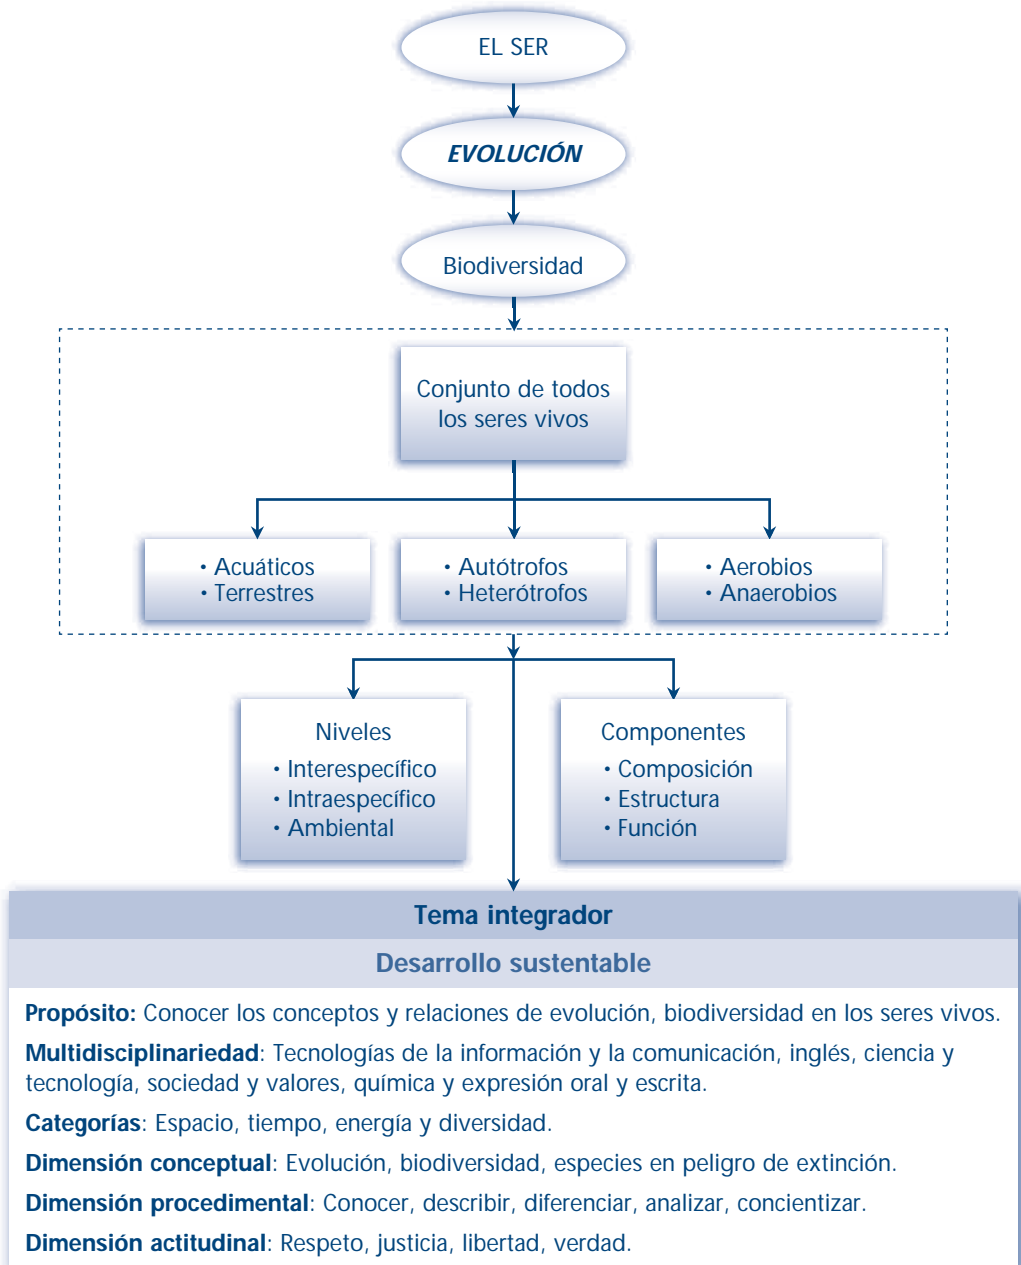 EL SER
EVOLUCIÓN
Biodiversidad
Conjunto de todos
los seres vivos
• Acuáticos
• Terrestres
• Autótrofos
• Heterótrofos
• Aerobios
• Anaerobios
Niveles
• Interespecífico
• Intraespecífico
• Ambiental
Componentes
• Composición
• Estructura
• Función
Tema integrador
Desarrollo sustentable
Propósito: Conocer los conceptos y relaciones de evolución, biodiversidad en los seres vivos.
Multidisciplinariedad: Tecnologías de la información y la comunicación, inglés, ciencia y
tecnología, sociedad y valores, química y expresión oral y escrita.
Categorías: Espacio, tiempo, energía y diversidad.
Dimensión conceptual: Evolución, biodiversidad, especies en peligro de extinción.
Dimensión procedimental: Conocer, describir, diferenciar, analizar, concientizar.
Dimensión actitudinal: Respeto, justicia, libertad, verdad.